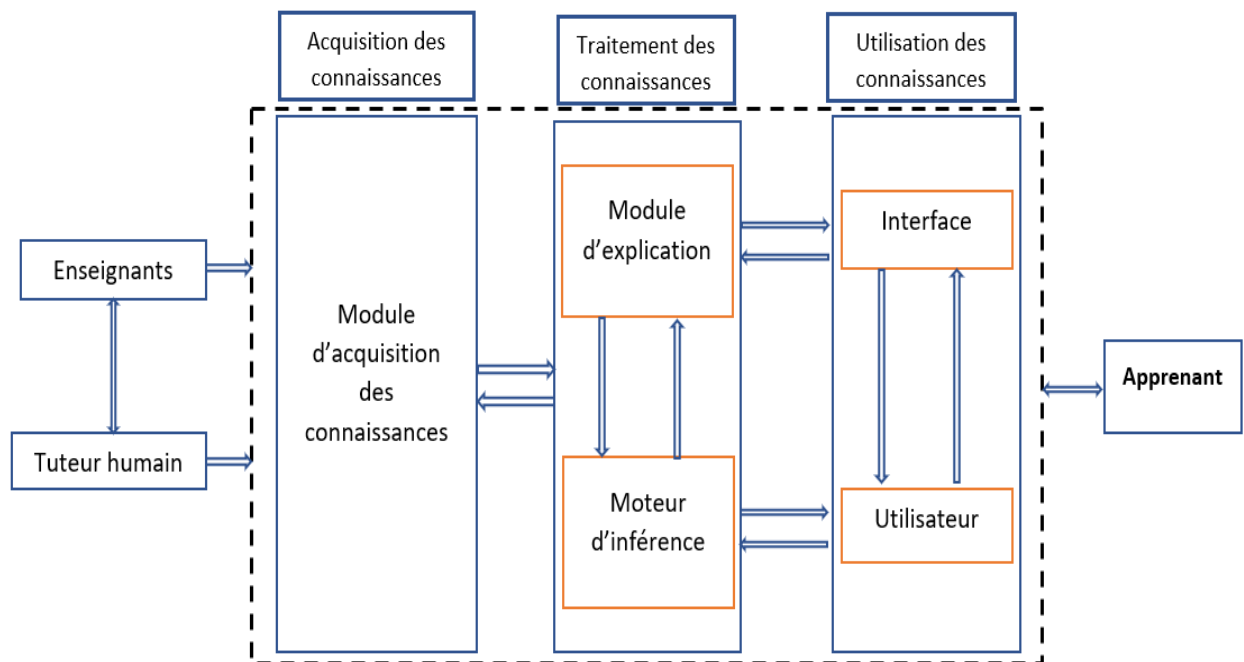 Acquisition des
connaissances
Traitement des
connaissances
Utilisation des
connaissances
Enseignants
Tuteur humain
Module
d’acquisition
des
connaissances
Module
d’explication
Moteur
d’inférence
Interface
Utilisateur
Apprenant